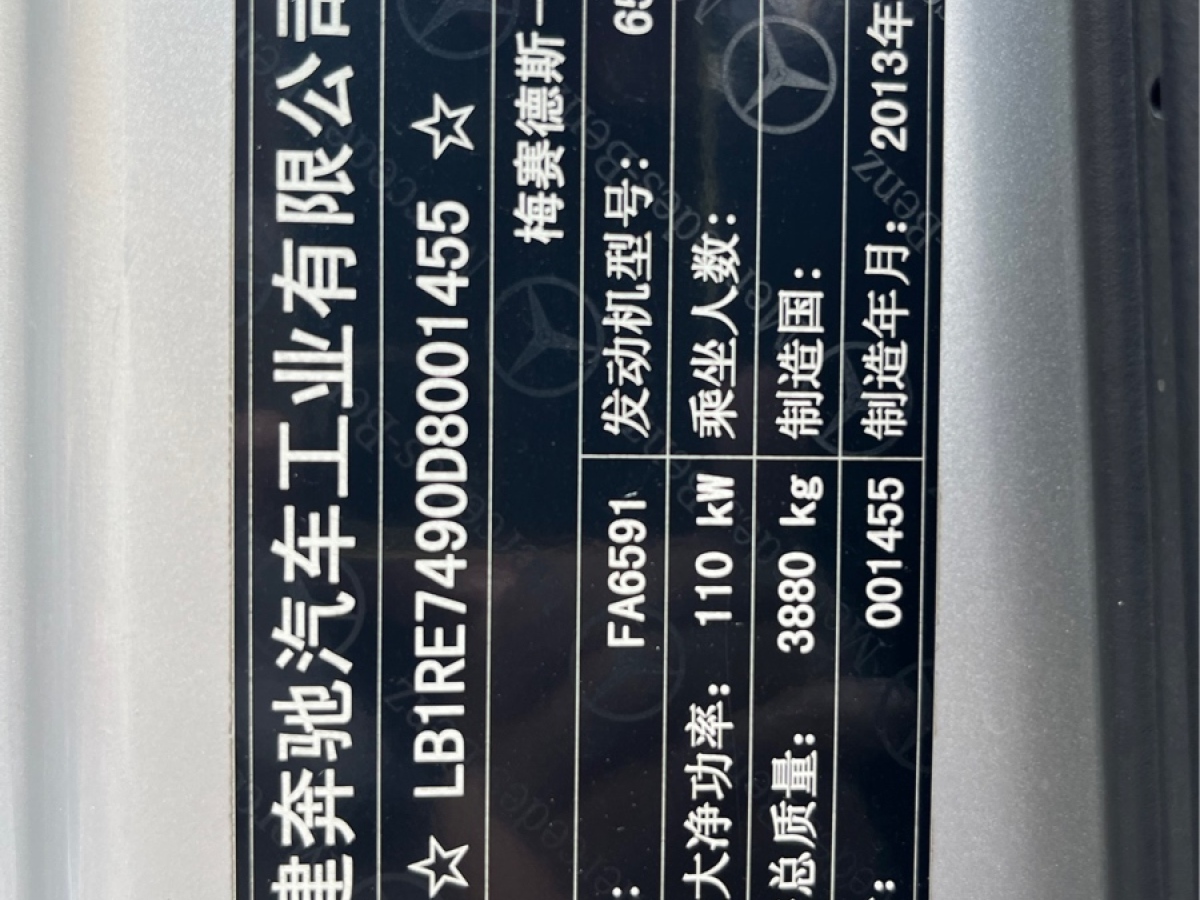 建奔驰汽车工业有限公司
☆ LB1RE7490D8001455 ☆
梅赛德斯-
: FA6591 发动机型号: 65
大净功率: 110 kW 乘坐人数:
总质量: 3880 kg 制造国:
: 001455 制造年月: 2013年